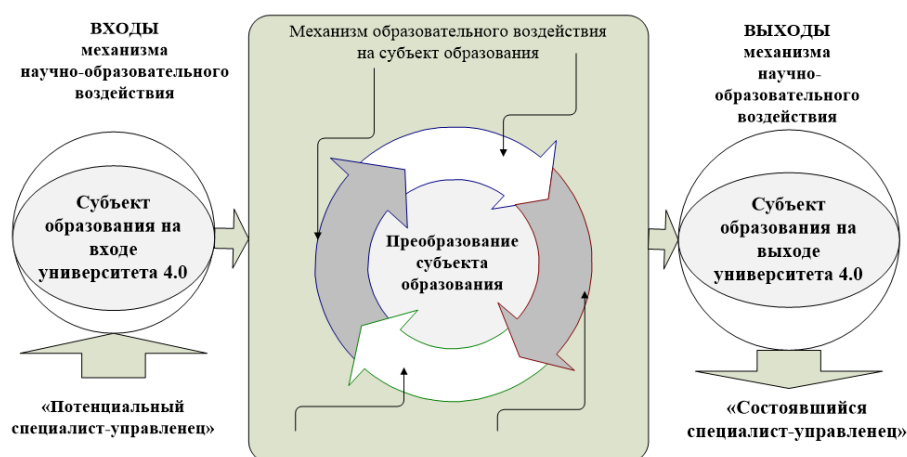 ВХОДЫ
механизма
научно-образовательного
воздействия
Субъект
образования на
входе
университета 4.0
«Потенциальный
специалист-управленец»
Механизм образовательного воздействия
на субъект образования
Преобразование
субъекта
образования
ВЫХОДЫ
механизма
научно-
образовательного
воздействия
Субъект
образования на
выходе
университета 4.0
«Состоявшийся
специалист-управленец»